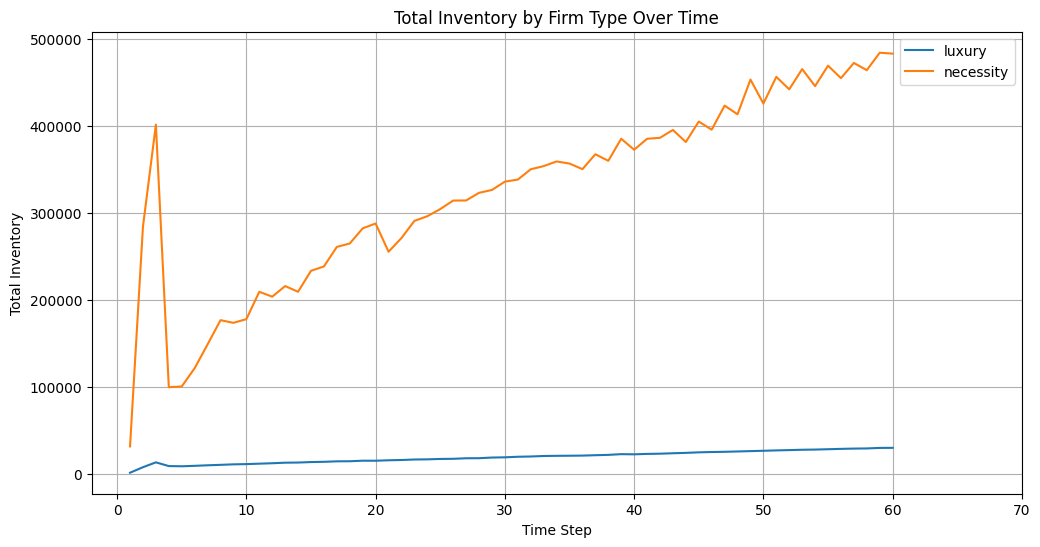 Total Inventory by Firm Type Over Time
luxury
necessity
Total Inventory
500000
400000
300000
200000
100000
0
0 10 20 30 40 50 60 70
Time Step